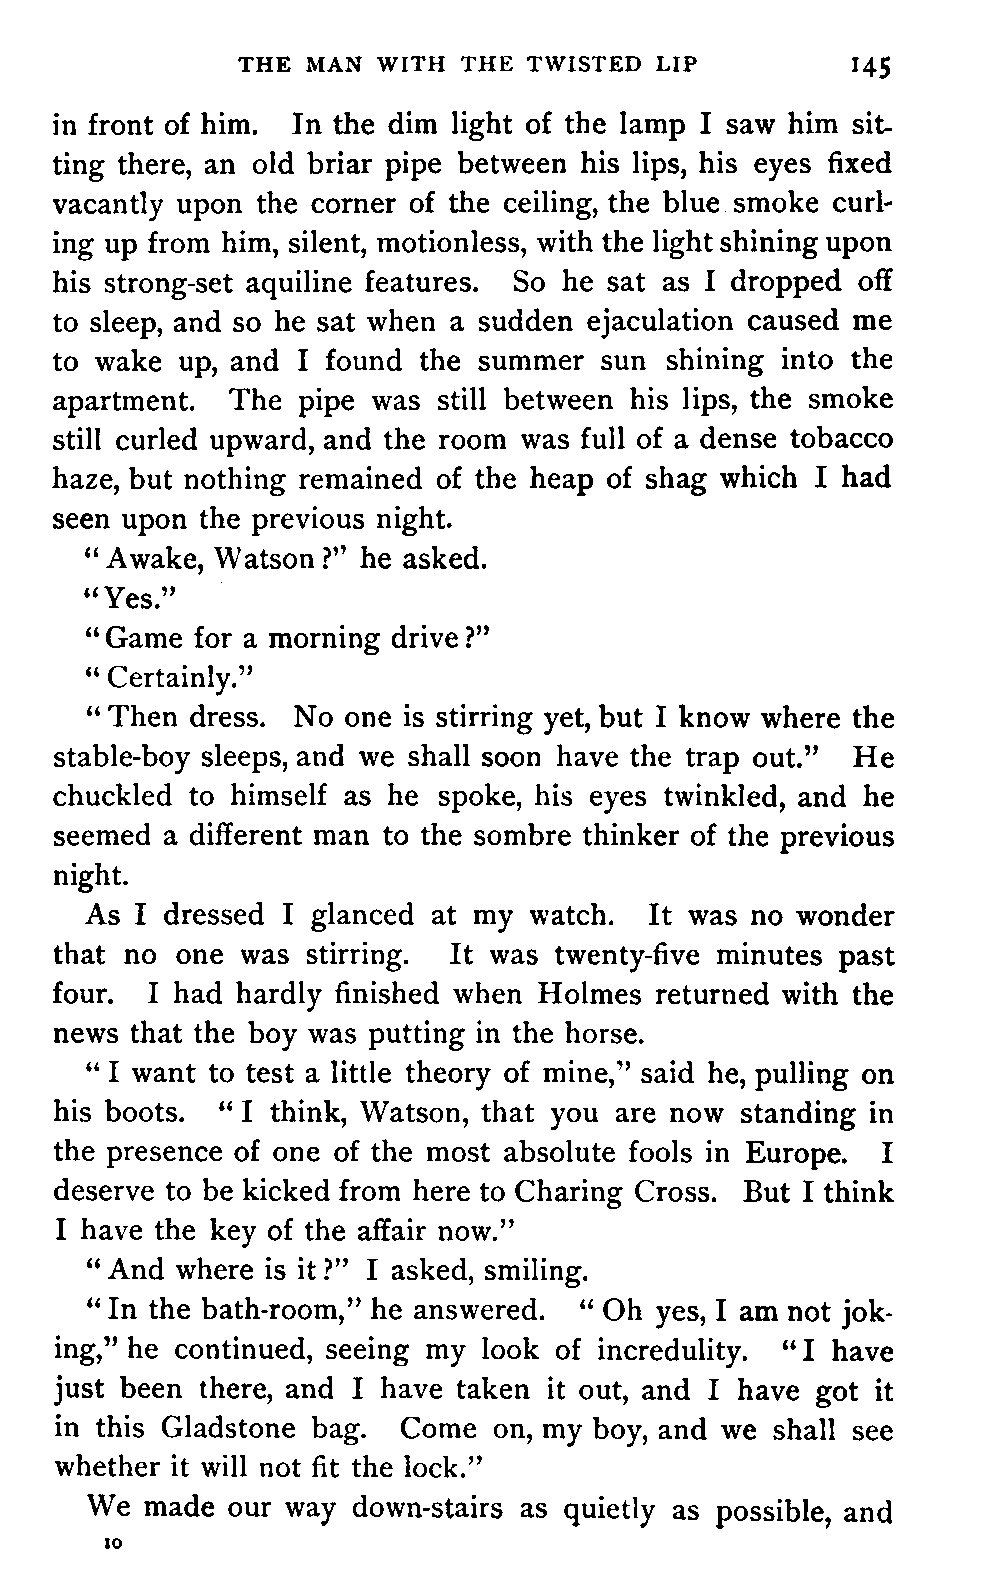 THE MAN WITH THE TWISTED LIP 145
in front of him. In the dim light of the lamp I saw him sit-
ting there, an old briar pipe between his lips, his eyes fixed
vacantly upon the corner of the ceiling, the blue smoke curl-
ing up from him, silent, motionless, with the light shining upon
his strong-set aquiline features. So he sat as I dropped off
to sleep, and so he sat when a sudden ejaculation caused me
to wake up, and I found the summer sun shining into the
apartment. The pipe was still between his lips, the smoke
still curled upward, and the room was full of a dense tobacco
haze, but nothing remained of the heap of shag which I had
seen upon the previous night.
“Awake, Watson?” he asked.
“Yes.”
“Game for a morning drive?”
“Certainly.”
“Then dress. No one is stirring yet, but I know where the
stable-boy sleeps, and we shall soon have the trap out.” He
chuckled to himself as he spoke, his eyes twinkled, and he
seemed a different man to the sombre thinker of the previous
night.
As I dressed I glanced at my watch. It was no wonder
that no one was stirring. It was twenty-five minutes past
four. I had hardly finished when Holmes returned with the
news that the boy was putting in the horse.
“I want to test a little theory of mine,” said he, pulling on
his boots. “I think, Watson, that you are now standing in
the presence of one of the most absolute fools in Europe. I
deserve to be kicked from here to Charing Cross. But I think
I have the key of the affair now.”
“And where is it?” I asked, smiling.
“In the bath-room,” he answered. “Oh yes, I am not jok-
ing,” he continued, seeing my look of incredulity. “I have
just been there, and I have taken it out, and I have got it
in this Gladstone bag. Come on, my boy, and we shall see
whether it will not fit the lock.”
We made our way down-stairs as quietly as possible, and
10